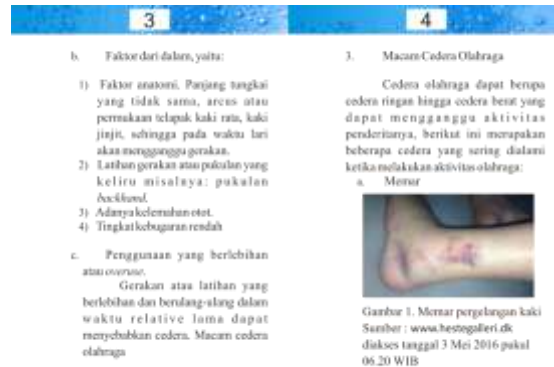 3
b. Faktor dari dalam, yaitu:
1) Faktor anatomi. Panjang tungkai
yang tidak sama, arcus atau
permukaan telapak kaki rata, kaki
jinjit, sehingga pada waktu lari
akan mengganggu gerakan.
2) Latihan gerakan atau pukulan yang
keliru misalnya: pukulan
backhand.
3) Adanya kelemahan otot.
4) Tingkat kebugaran rendah
c. Penggunaan yang berlebihan
atau overuse.
Gerakan atau latihan yang
berlebihan dan berulang-ulang dalam
waktu relative lama dapat
menyebabkan cedera. Macam cedera
olahraga
4
3. Macam Cedera Olahraga
Cedera olahraga dapat berupa
cedera ringan hingga cedera berat yang
dapat mengganggu aktivitas
penderitanya, berikut ini merupakan
beberapa cedera yang sering dialami
ketika melakukan aktivitas olahraga:
a. Memar
Gambar 1. Memar pergelangan kaki
Sumber : www.hestegalleri.dk
diakses tanggal 3 Mei 2016 pukul
06.20 WIB